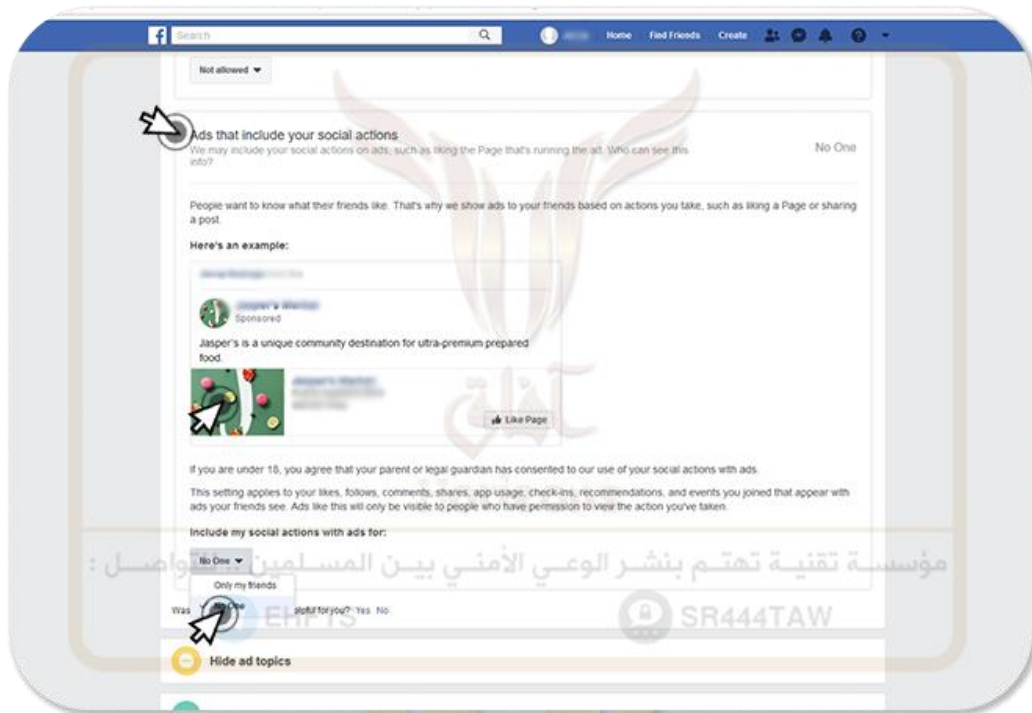 Search
Home Find Friends Create
Not allowed
Ads that include your social actions
We may include your social actions on ads, such as liking the Page that's running the ad. Who can see this
info?
No One
People want to know what their friends like. That's why we show ads to your friends based on actions you take, such as liking a Page or sharing
a post.
Here's an example:
Jasper's Market
Sponsored
Jasper's is a unique community destination for ultra-premium prepared
food.
Like Page
If you are under 18, you agree that your parent or legal guardian has consented to our use of your social actions with ads.
This setting applies to your likes, follows, comments, shares, app usage, check-ins, recommendations, and events you joined that appear with
ads your friends see. Ads like this will only be visible to people who have permission to view the action you've taken.
Include my social actions with ads for:
مؤسسة تقنية تهتم بنشر الوعي الأمني بين المسلمين .. للتواصل :
No One
Only my friends
No One
Was helpful for you? Yes No
EHFTS SR444TAW
آفاق
Hide ad topics